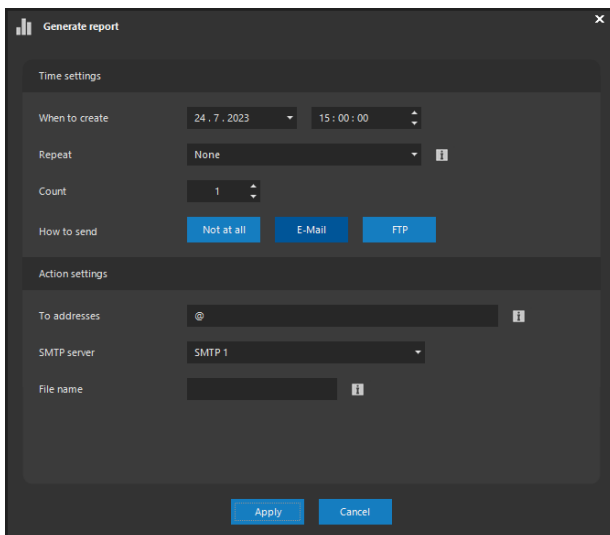 Generate report
Time settings
When to create 24 . 7 . 2023 15 : 00 : 00
Repeat None
Count 1
How to send Not at all E-Mail FTP
Action settings
To addresses @
SMTP server SMTP 1
File name
Apply Cancel